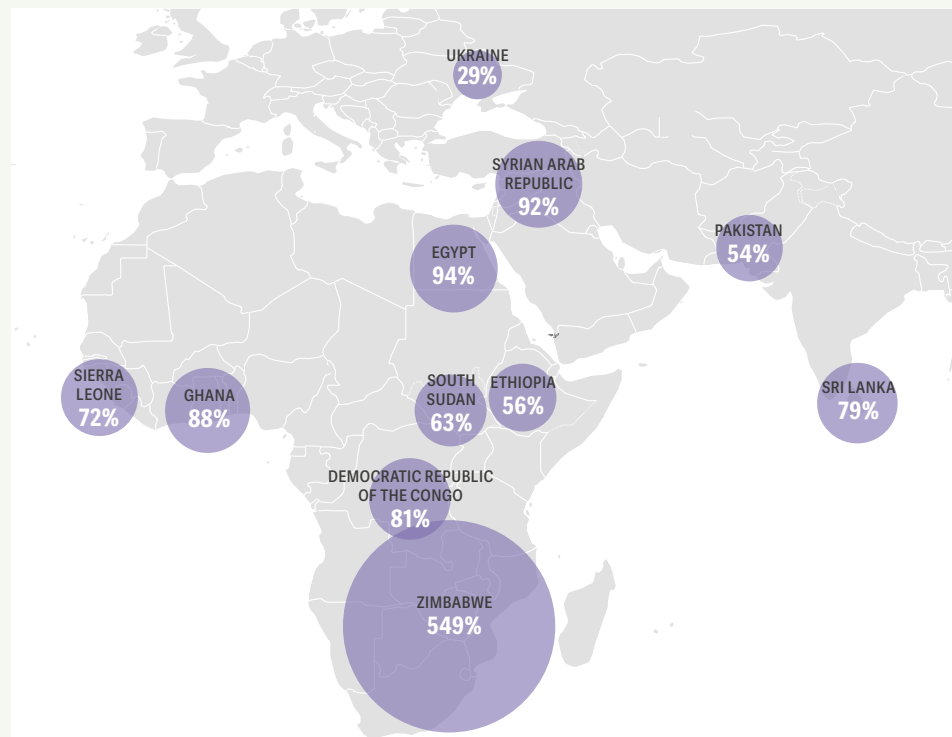 UKRAINE
29%
SYRIAN ARAB
REPUBLIC
92%
PAKISTAN
54%
EGYPT
94%
SIERRA
LEONE
72%
GHANA
88%
SOUTH
SUDAN
63%
ETHIOPIA
56%
SRI LANKA
79%
DEMOCRATIC REPUBLIC
OF THE CONGO
81%
ZIMBABWE
549%